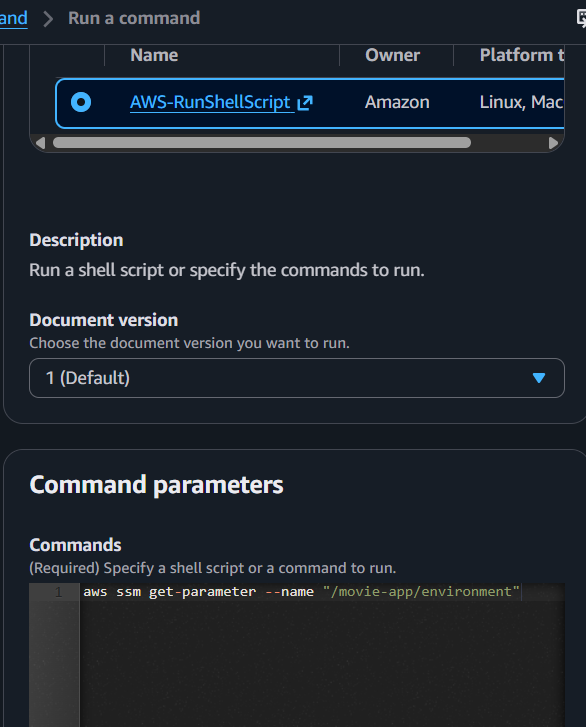 and > Run a command
Name Owner Platform t
AWS-RunShellScript Amazon Linux, Mac
Description
Run a shell script or specify the commands to run.
Document version
Choose the document version you want to run.
1 (Default)
Command parameters
Commands
(Required) Specify a shell script or a command to run.
1 aws ssm get-parameter --name "/movie-app/environment"